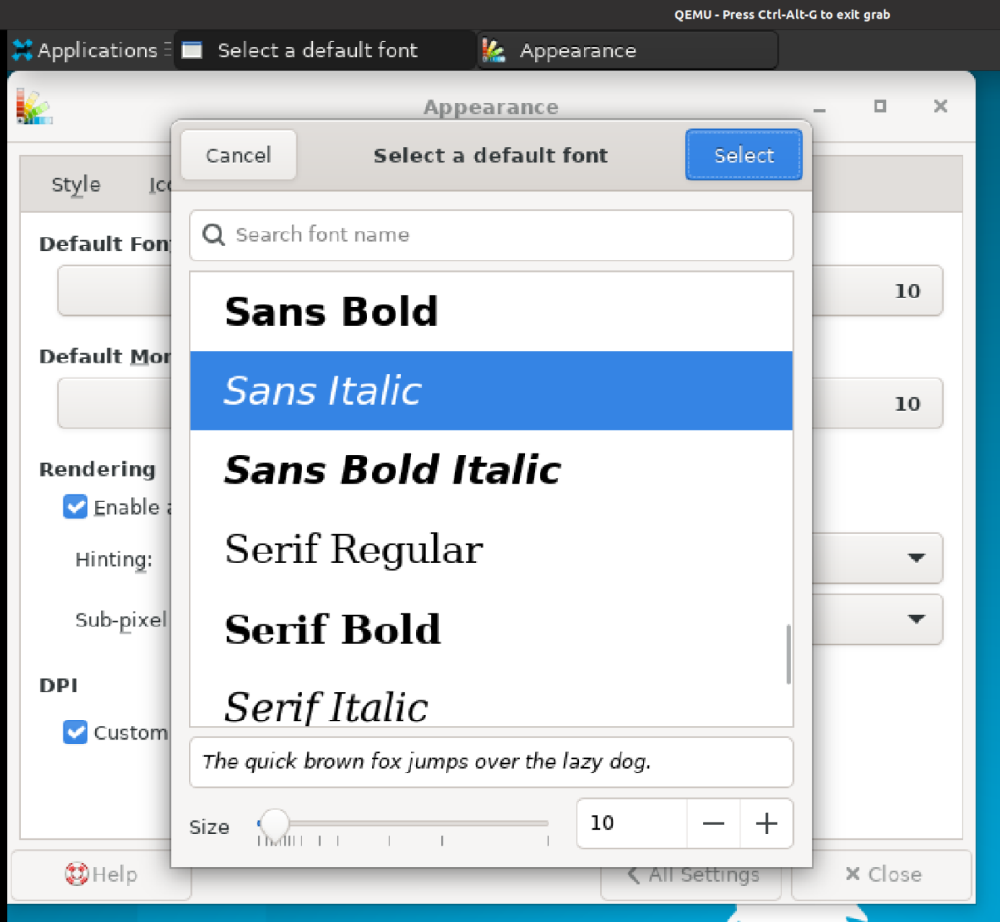 QEMU - Press Ctrl-Alt-G to exit grab
Applications
Select a default font
Appearance
Appearance
Cancel
Select a default font
Select
Style
Search font name
Default
10
Default
10
Rendering
Enable
Hinting:
Sub-pixel
DPI
Custom
Sans Bold
Sans Italic
Sans Bold Italic
Serif Regular
Serif Bold
Serif Italic
The quick brown fox jumps over the lazy dog.
Size
10
Help
All Settings
Close